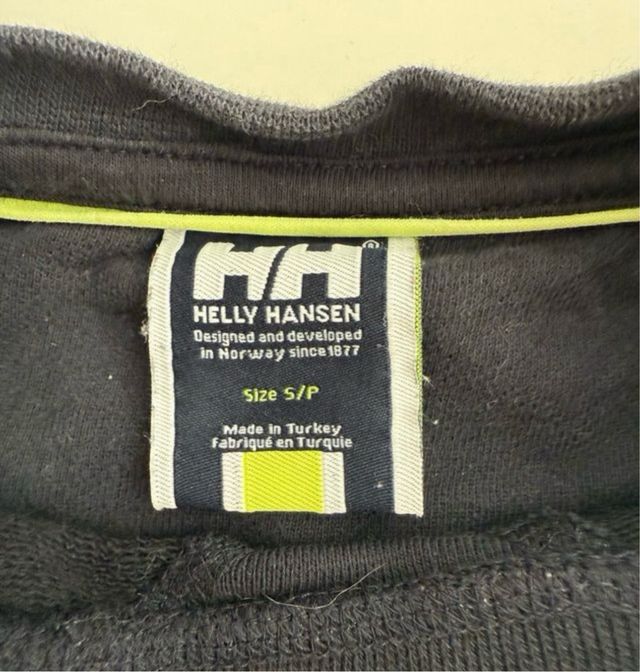 HH®
HELLY HANSEN
Designed and developed
in Norway since1877
Size S/P
Made in Turkey
Fabriqué en Turquie